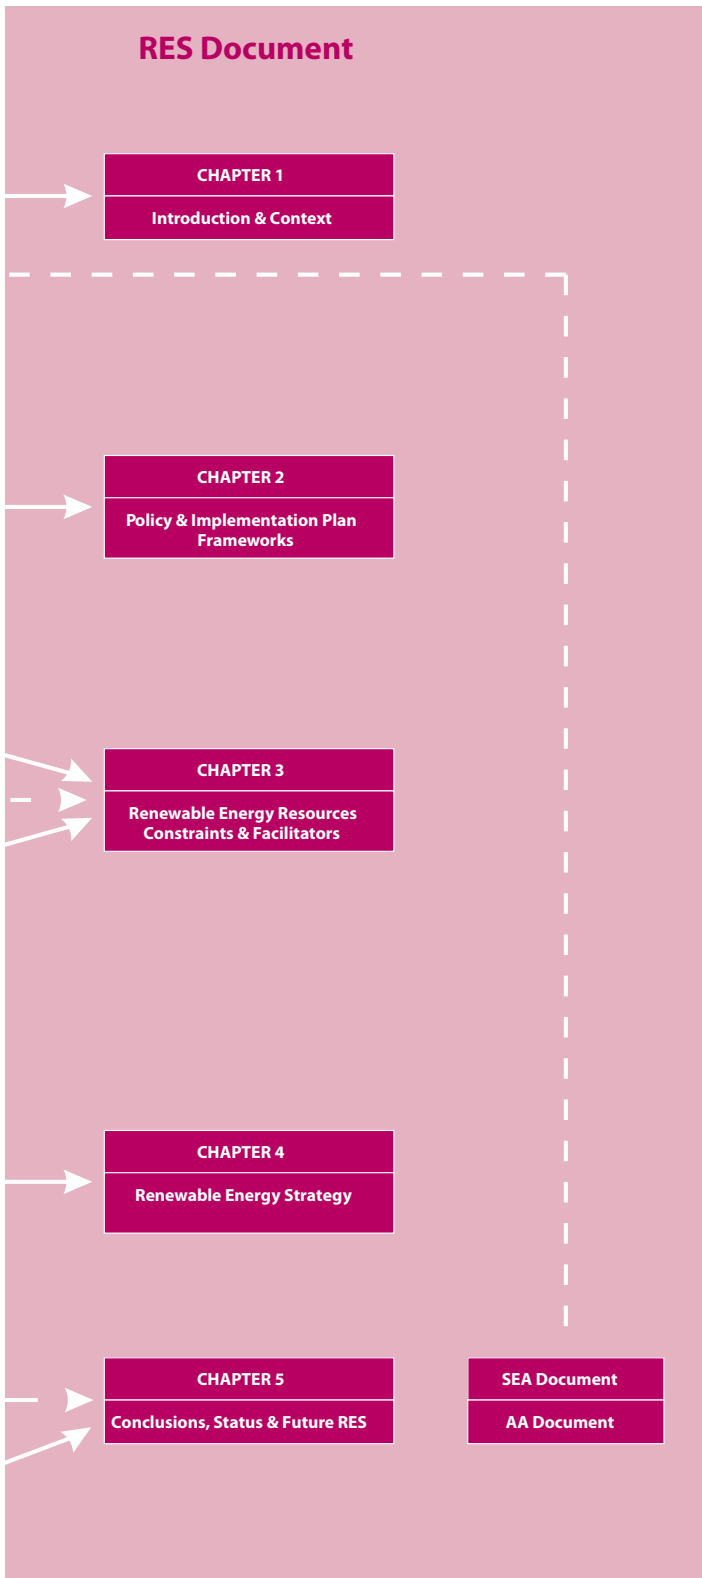 RES Document
CHAPTER 1
Introduction & Context
CHAPTER 2
Policy & Implementation Plan
Frameworks
CHAPTER 3
Renewable Energy Resources
Constraints & Facilitators
CHAPTER 4
Renewable Energy Strategy
CHAPTER 5
Conclusions, Status & Future RES
SEA Document
AA Document